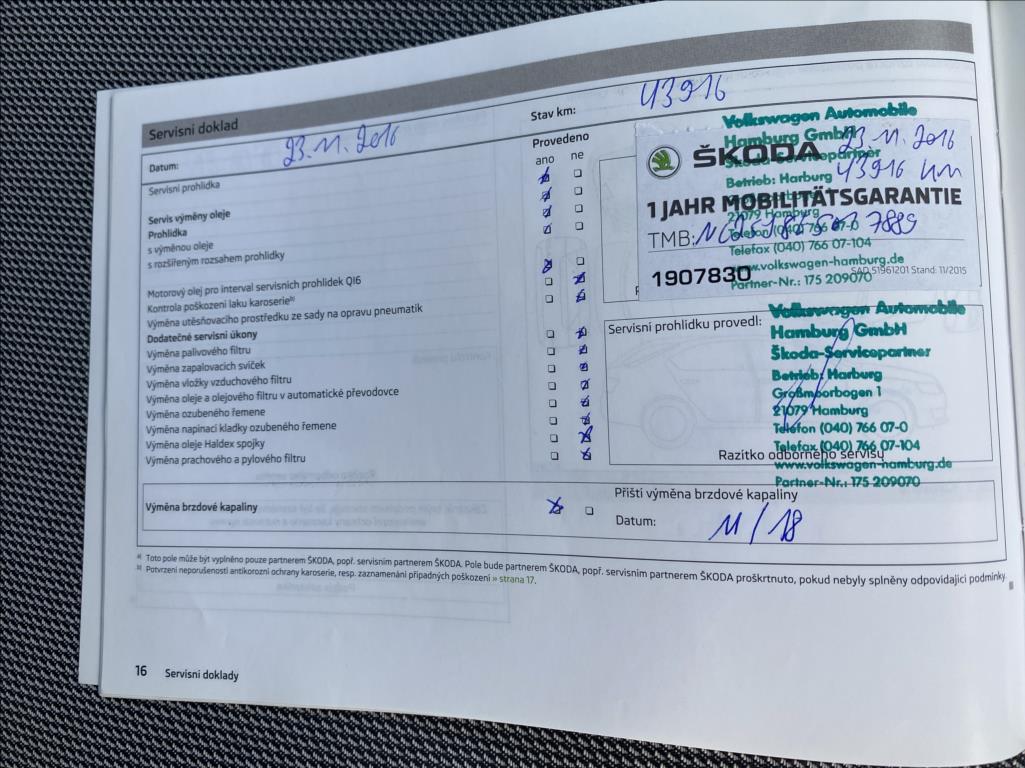 Servisní doklad
Datum: 23.11.2016
Stav km: 43916
Provedeno
ano ne
Servisní prohlídka
Servis výměny oleje
Prohlídka
s výměnou oleje
s rozšířeným rozsahem prohlídky
Motorový olej pro interval servisních prohlídek QI6
Kontrola poškození laku karoserieᵇ⁾
Výměna utěsňovacího prostředku ze sady na opravu pneumatik
Dodatečné servisní úkony
Výměna palivového filtru
Výměna zapalovacích svíček
Výměna vložky vzduchového filtru
Výměna oleje a olejového filtru v automatické převodovce
Výměna ozubeného řemene
Výměna napínací kladky ozubeného řemene
Výměna oleje Haldex spojky
Výměna prachového a pylového filtru
Výměna brzdové kapaliny
Volkswagen Automobile
Hamburg GmbH
Škoda-Servicepartner
Betrieb: Harburg
21079 Hamburg
Telefon (040) 766 07-0
Telefax (040) 766 07-104
www.volkswagen-hamburg.de
Partner-Nr.: 175 209070
ŠKODA
23.11.2016
43916 km
1 JAHR MOBILITÄTSGARANTIE
TMB:
1907830
SAD 51961201 Stand: 11/2015
Servisní prohlídku provedl:
Volkswagen Automobile
Hamburg GmbH
Škoda-Servicepartner
Betrieb: Harburg
Großmoorbogen 1
21079 Hamburg
Telefon (040) 766 07-0
Telefax (040) 766 07-104
www.volkswagen-hamburg.de
Partner-Nr.: 175 209070
Razítko odborného servisu
Příští výměna brzdové kapaliny
Datum: 11/18
ᵃ⁾ Toto pole může být vyplněno pouze partnerem ŠKODA, popř. servisním partnerem ŠKODA. Pole bude partnerem ŠKODA, popř. servisním partnerem ŠKODA proškrtnuto, pokud nebyly splněny odpovídající podmínky.
ᵇ⁾ Potvrzení neporušenosti antikorozní ochrany karoserie, resp. zaznamenání případných poškození » strana 17.
16 Servisní doklady